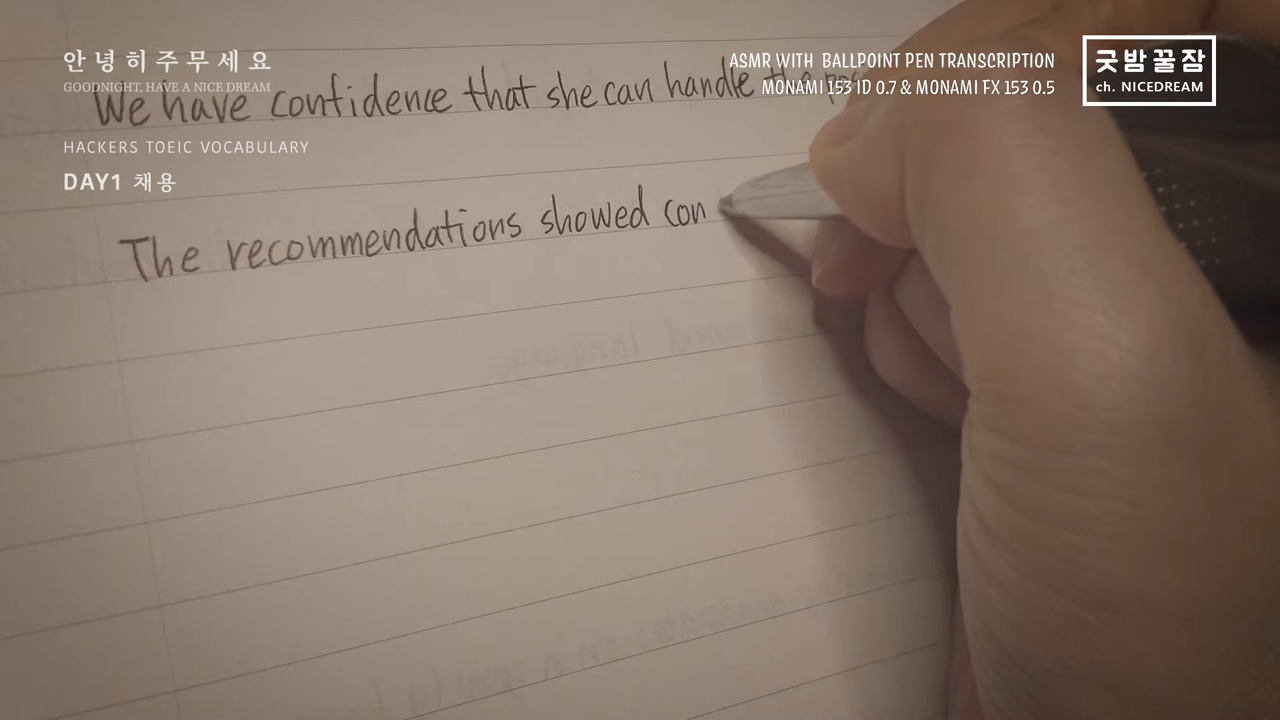 안녕히주무세요
GOODNIGHT, HAVE A NICE DREAM
HACKERS TOEIC VOCABULARY
DAY1 채용
ASMR WITH BALLPOINT PEN TRANSCRIPTION
MONAMI 153 ID 0.7 & MONAMI FX 153 0.5
굿밤꿀잠
ch. NICEDREAM
We have confidence that she can handle the
The recommendations showed con